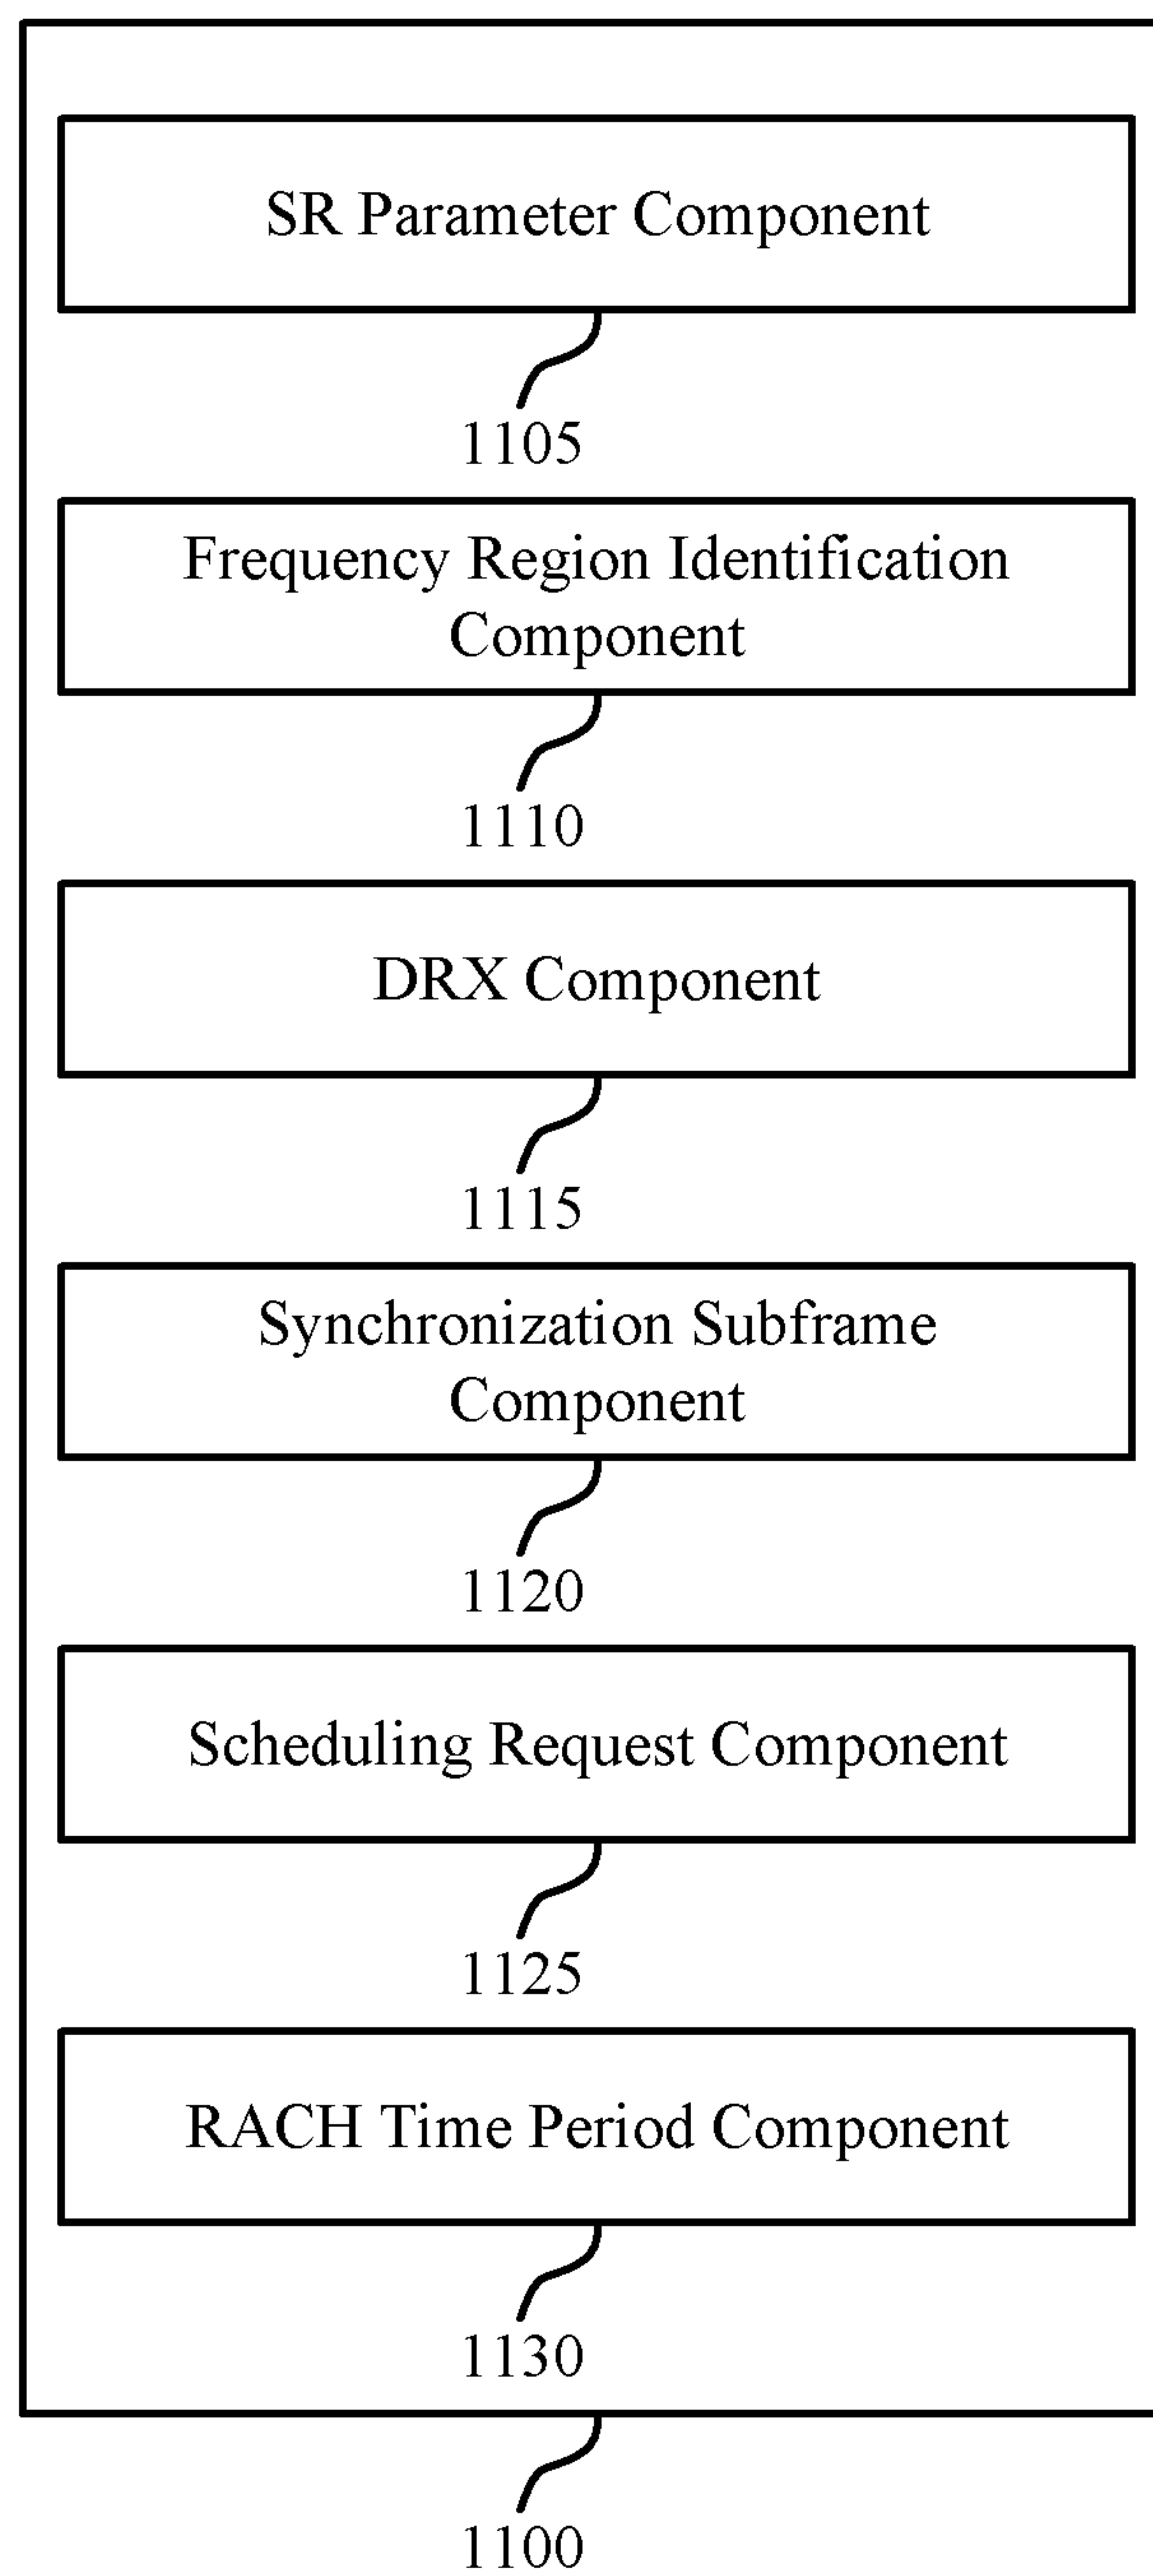 SR Parameter Component
1105
Frequency Region Identification
Component
1110
DRX Component
1115
Synchronization Subframe
Component
1120
Scheduling Request Component
1125
RACH Time Period Component
1130
1100